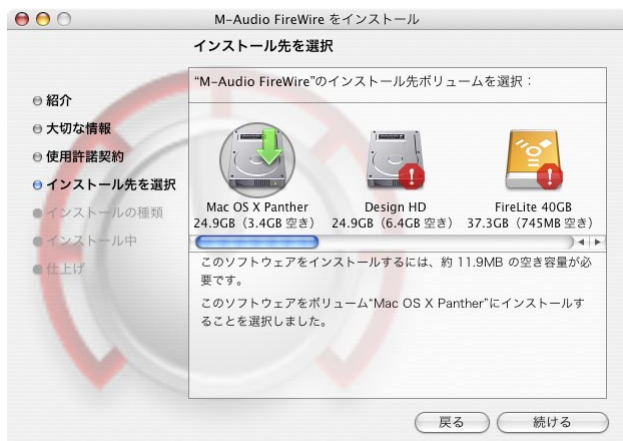 M-Audio FireWire をインストール
インストール先を選択
紹介
大切な情報
使用許諾契約
インストール先を選択
インストールの種類
インストール中
仕上げ
“M-Audio FireWire”のインストール先ボリュームを選択：
Mac OS X Panther
24.9GB（3.4GB 空き）
Design HD
24.9GB（6.4GB 空き）
FireLite 40GB
37.3GB（745MB 空き）
このソフトウェアをインストールするには、約 11.9MB の空き容量が必
要です。
このソフトウェアをボリューム“Mac OS X Panther”にインストールす
ることを選択しました。
戻る
続ける